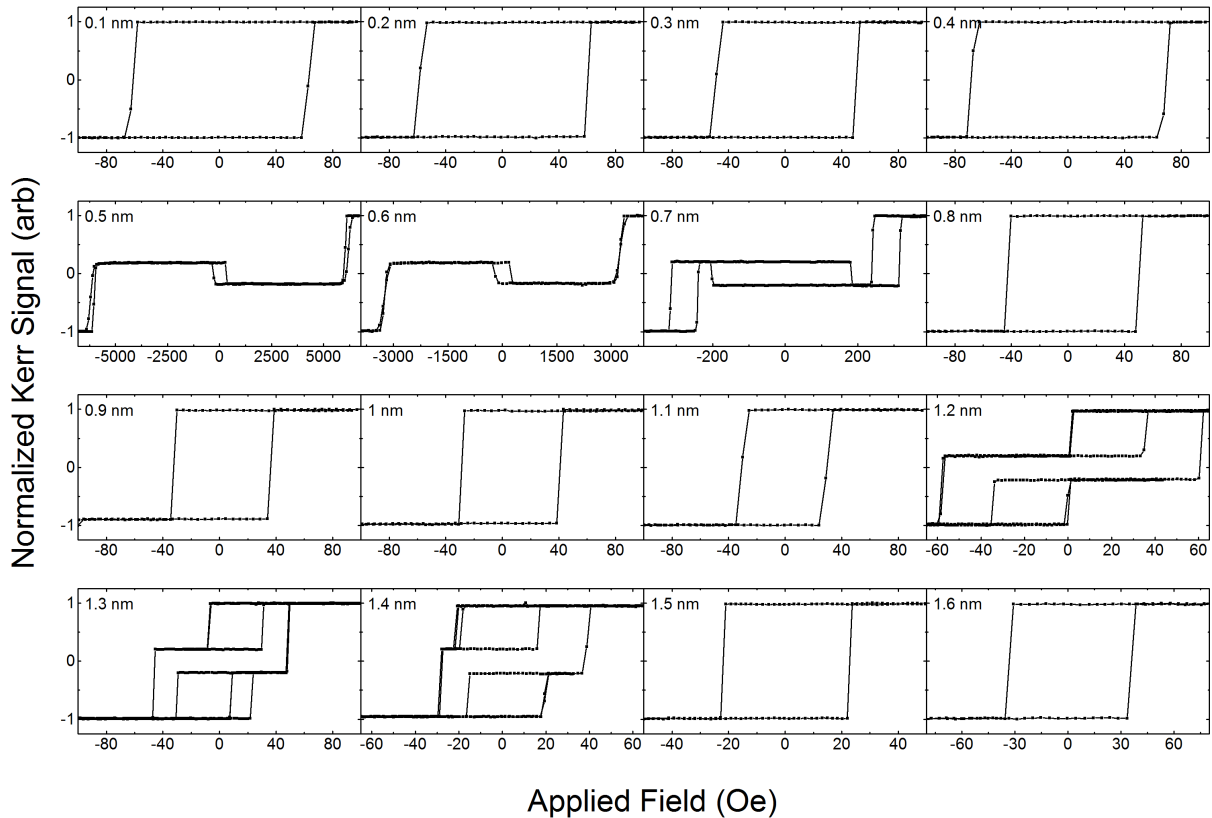 Normalized Kerr Signal (arb)
0.1 nm
0.2 nm
0.3 nm
0.4 nm
1
0
-1
-80 -40 0 40 80
-80 -40 0 40 80
-80 -40 0 40 80
-80 -40 0 40 80
0.5 nm
0.6 nm
0.7 nm
0.8 nm
1
0
-1
-5000 -2500 0 2500 5000
-3000 -1500 0 1500 3000
-200 0 200
-80 -40 0 40 80
0.9 nm
1 nm
1.1 nm
1.2 nm
1
0
-1
-80 -40 0 40 80
-80 -40 0 40 80
-80 -40 0 40 80
-60 -40 -20 0 20 40 60
1.3 nm
1.4 nm
1.5 nm
1.6 nm
1
0
-1
-80 -40 0 40 80
-60 -40 -20 0 20 40 60
-40 -20 0 20 40
-60 -30 0 30 60
Applied Field (Oe)